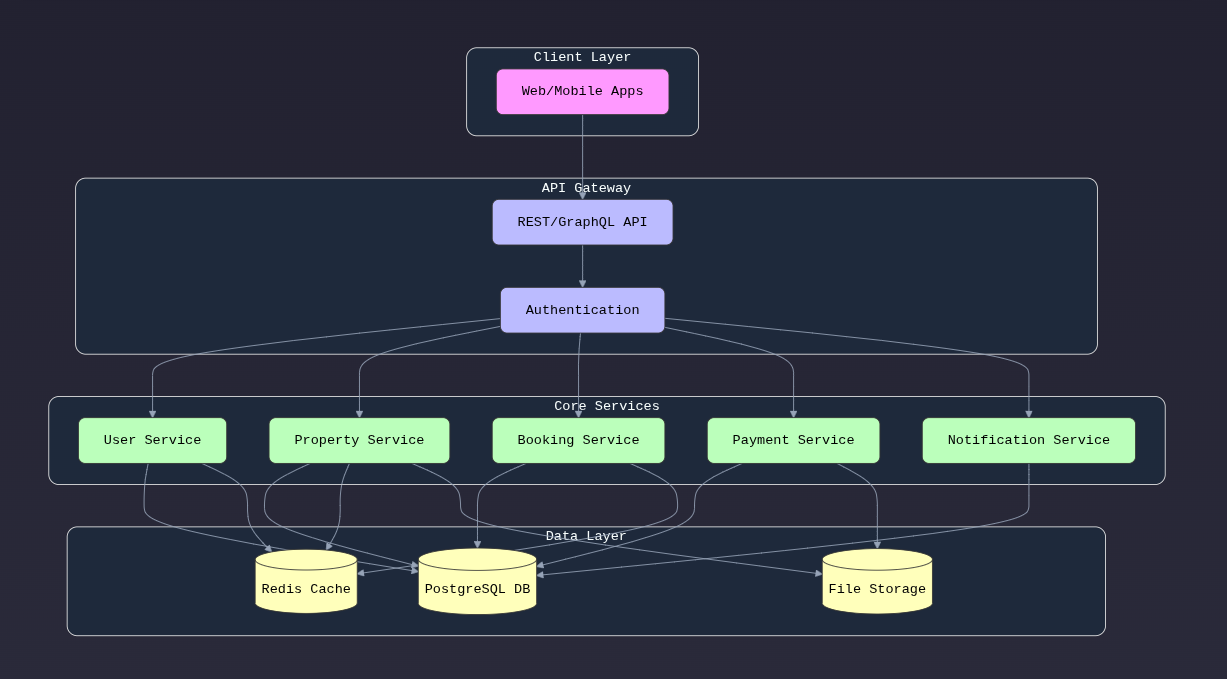 Client Layer
Web/Mobile Apps
API Gateway
REST/GraphQL API
Authentication
Core Services
User Service
Property Service
Booking Service
Payment Service
Notification Service
Data Layer
Redis Cache
PostgreSQL DB
File Storage